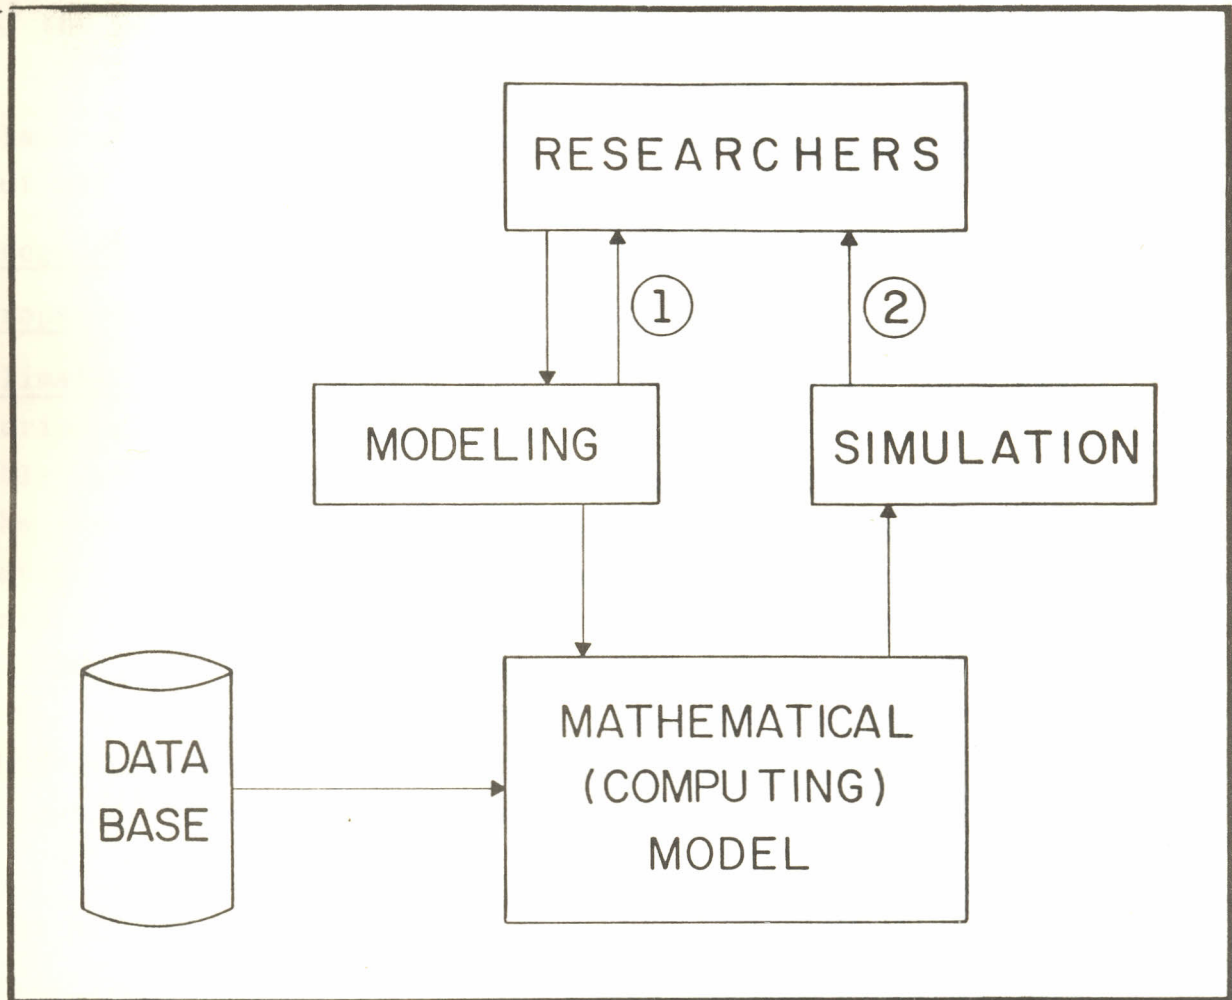 RESEARCHERS
1
2
MODELING
SIMULATION
DATA
BASE
MATHEMATICAL
(COMPUTING)
MODEL